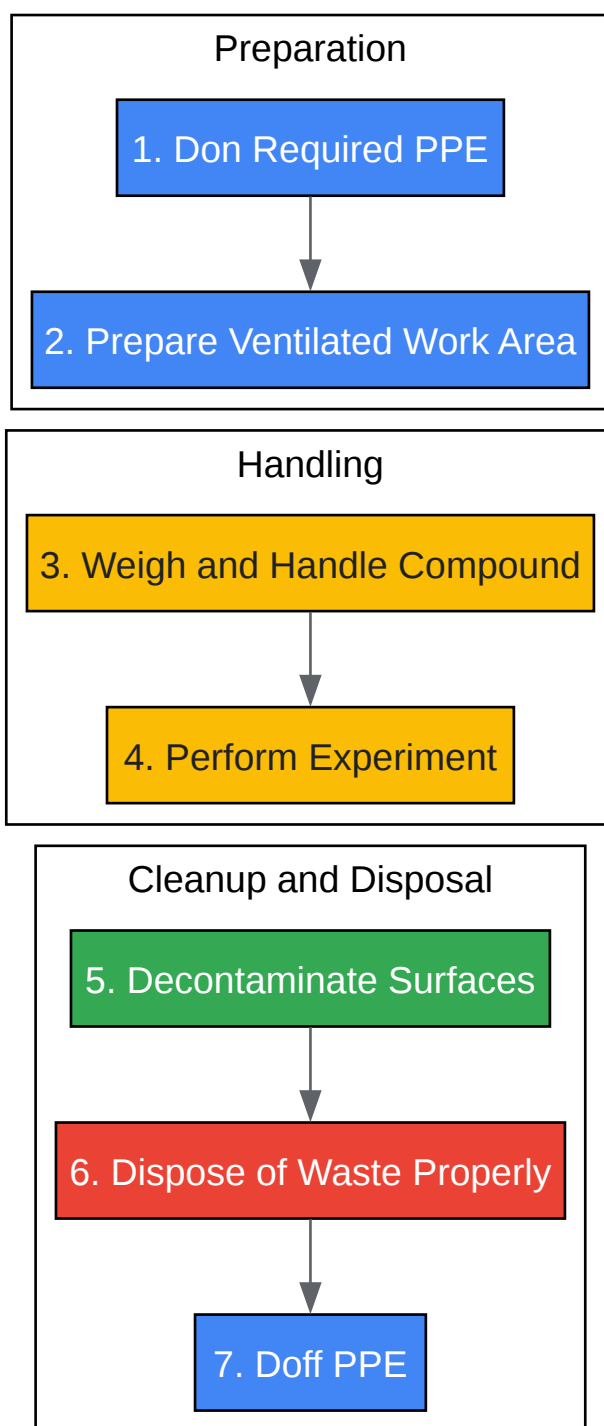 Preparation
1. Don Required PPE
2. Prepare Ventilated Work Area
Handling
3. Weigh and Handle Compound
4. Perform Experiment
Cleanup and Disposal
5. Decontaminate Surfaces
6. Dispose of Waste Properly
7. Doff PPE